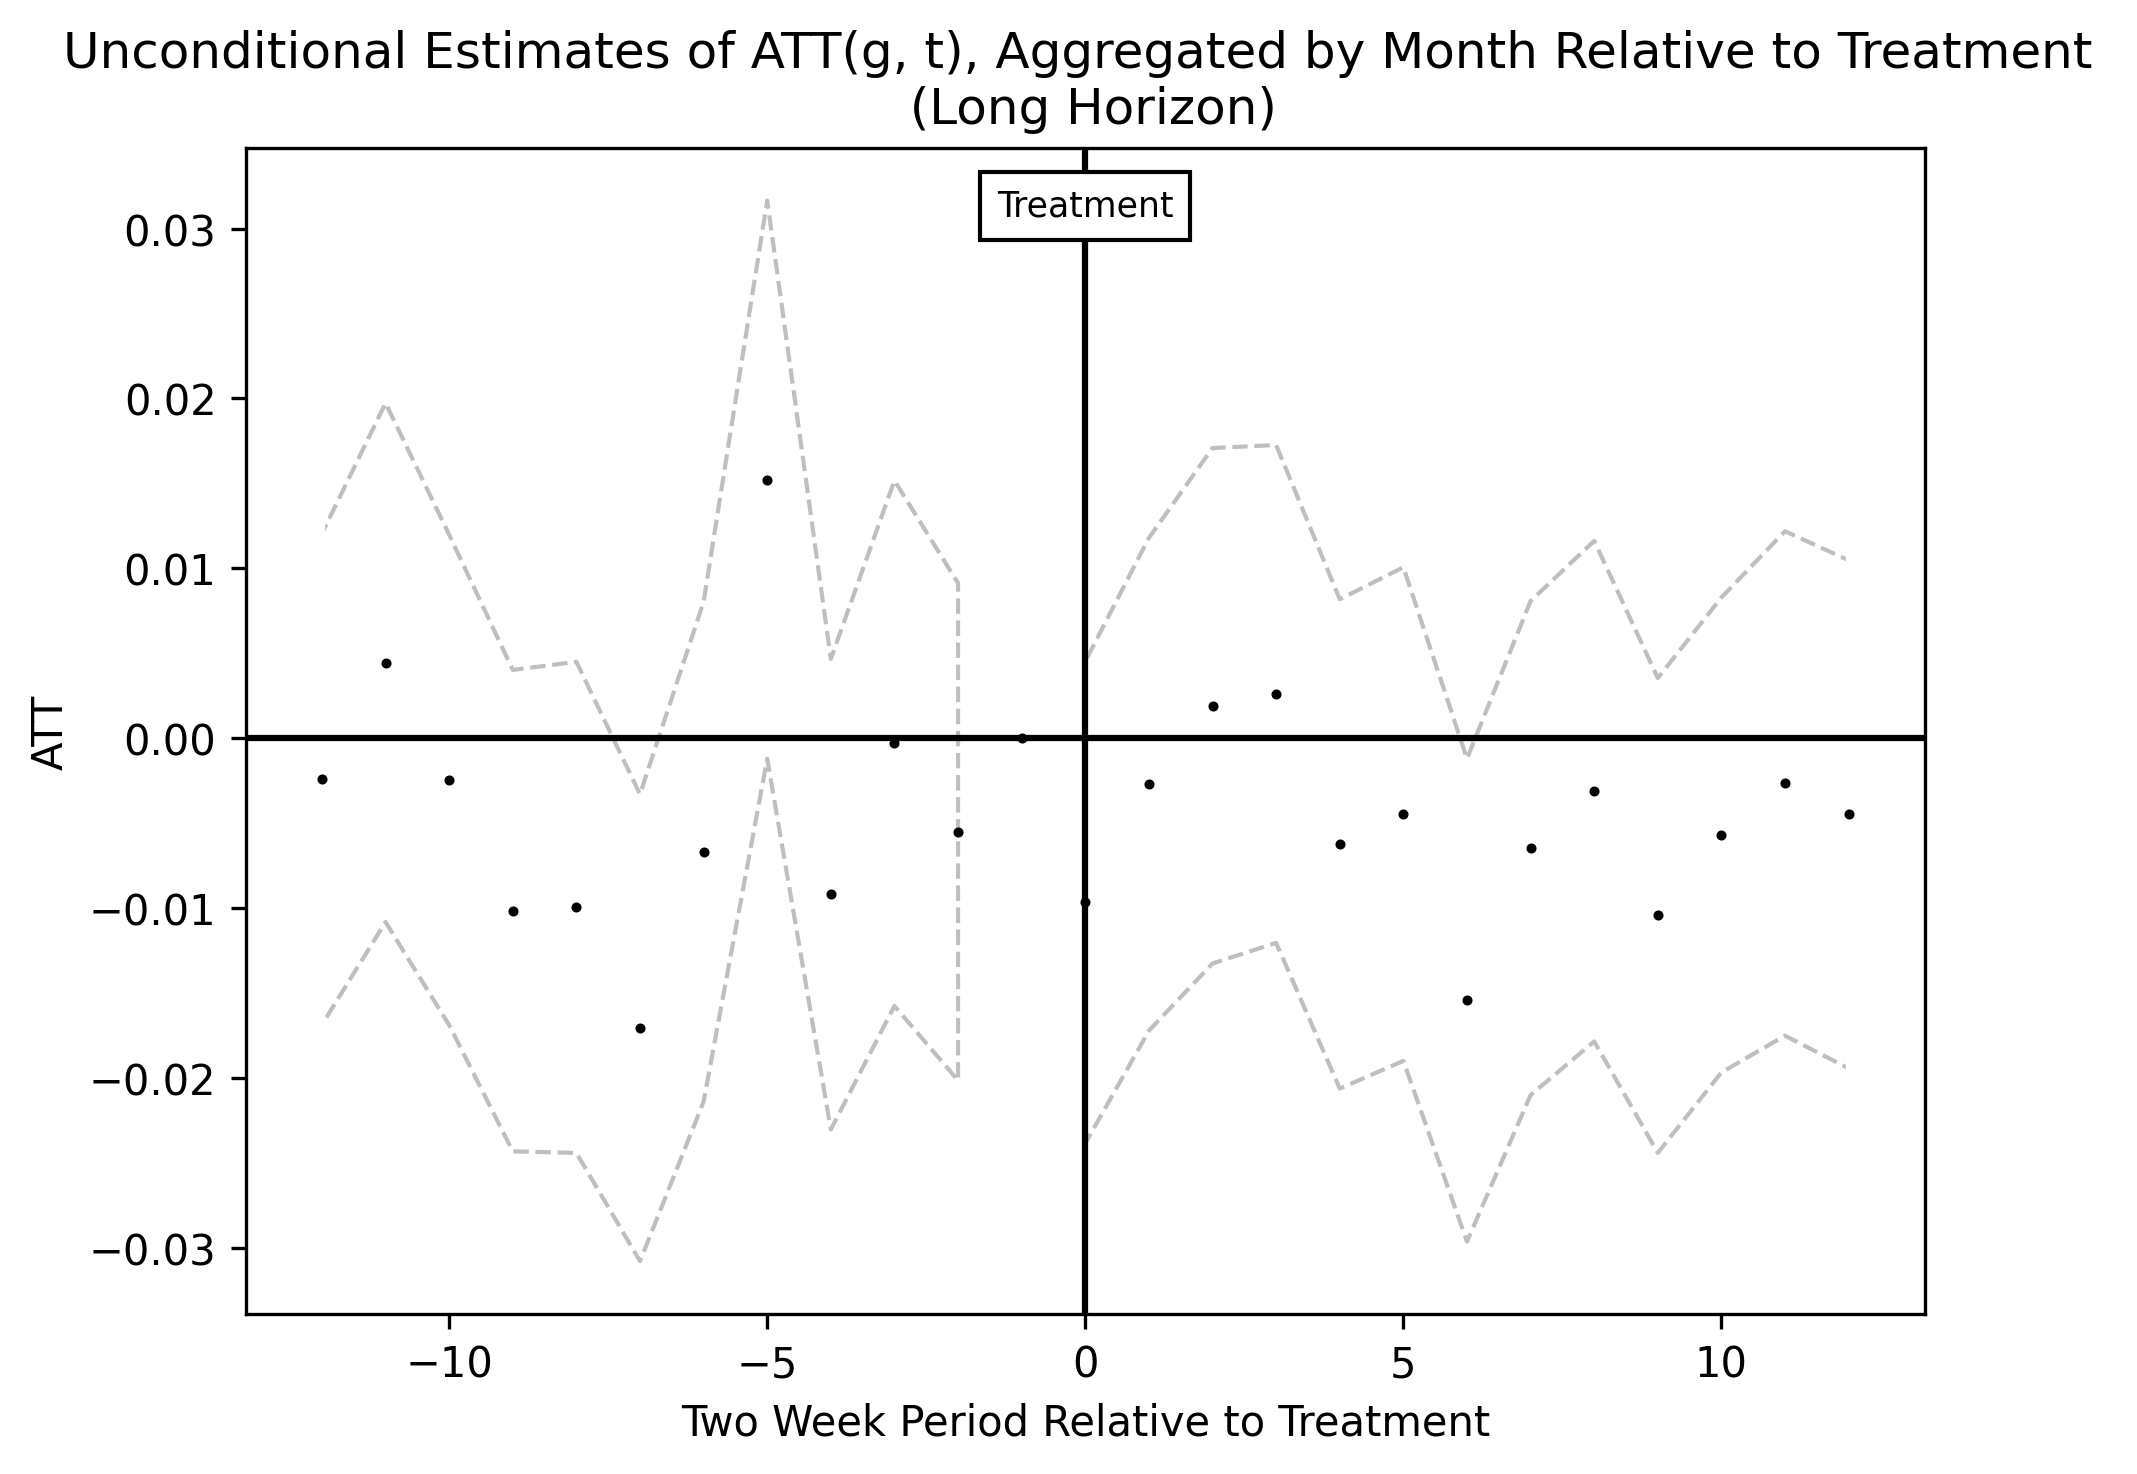 Unconditional Estimates of ATT(g, t), Aggregated by Month Relative to Treatment
(Long Horizon)
Treatment
0.03
0.02
0.01
0.00
−0.01
−0.02
−0.03
ATT
−10
−5
0
5
10
Two Week Period Relative to Treatment